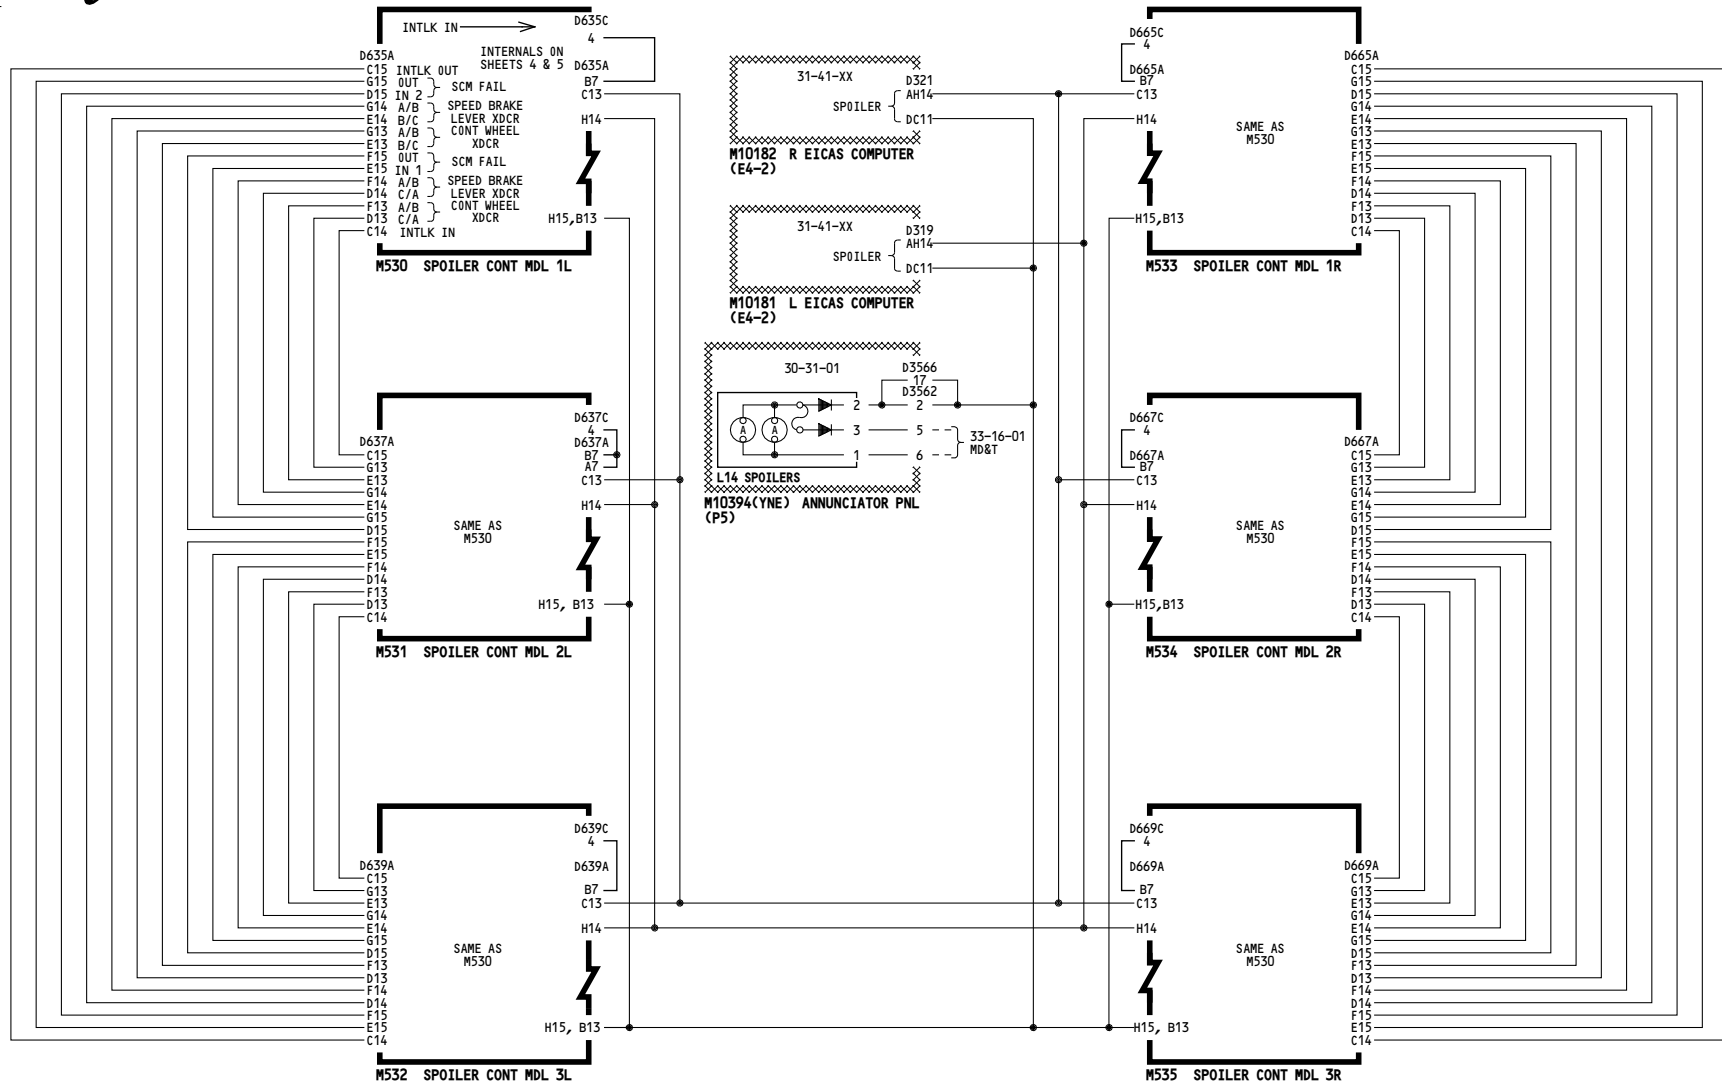 INTLK IN
D635C
4
INTERNALS ON
SHEETS 4 & 5
D635A
D635A
B7
C13
H14
H15,B13
C15 INTLK OUT
G15 OUT
D15 IN 2
SCM FAIL
G14 A/B
E14 B/C
SPEED BRAKE
LEVER XDCR
G13 A/B
E13 B/C
CONT WHEEL
XDCR
F15 OUT
E15 IN 1
SCM FAIL
F14 A/B
D14 C/A
SPEED BRAKE
LEVER XDCR
F13 A/B
D13 C/A
CONT WHEEL
XDCR
C14 INTLK IN
M530 SPOILER CONT MDL 1L
31-41-XX
D321
AH14
SPOILER
DC11
M10182 R EICAS COMPUTER
(E4-2)
31-41-XX
D319
AH14
SPOILER
DC11
M10181 L EICAS COMPUTER
(E4-2)
30-31-01
D3566
17
D3562
2
2
A
A
3
5
1
6
33-16-01
MD&T
L14 SPOILERS
M10394(YNE) ANNUNCIATOR PNL
(P5)
D665C
4
D665A
B7
C13
H14
H15,B13
SAME AS
M530
D665A
C15
G15
D15
G14
E14
G13
E13
F15
E15
F14
D14
F13
D13
C14
M533 SPOILER CONT MDL 1R
D637A
C15
G13
E13
G14
E14
G15
D15
F15
E15
F14
D14
F13
D13
C14
SAME AS
M530
D637C
4
D637A
B7
A7
C13
H14
H15, B13
M531 SPOILER CONT MDL 2L
D667C
4
D667A
B7
C13
H14
H15,B13
SAME AS
M530
D667A
C15
G13
E13
G14
E14
G15
D15
F15
E15
F14
D14
F13
D13
C14
M534 SPOILER CONT MDL 2R
D639A
C15
G13
E13
G14
E14
G15
D15
F13
D13
F14
D14
F15
E15
C14
SAME AS
M530
D639C
4
D639A
B7
C13
H14
H15, B13
M532 SPOILER CONT MDL 3L
D669C
4
D669A
B7
C13
H14
H15, B13
SAME AS
M530
D669A
C15
G13
E13
G14
E14
G15
D15
F13
D13
F14
D14
F15
E15
C14
M535 SPOILER CONT MDL 3R